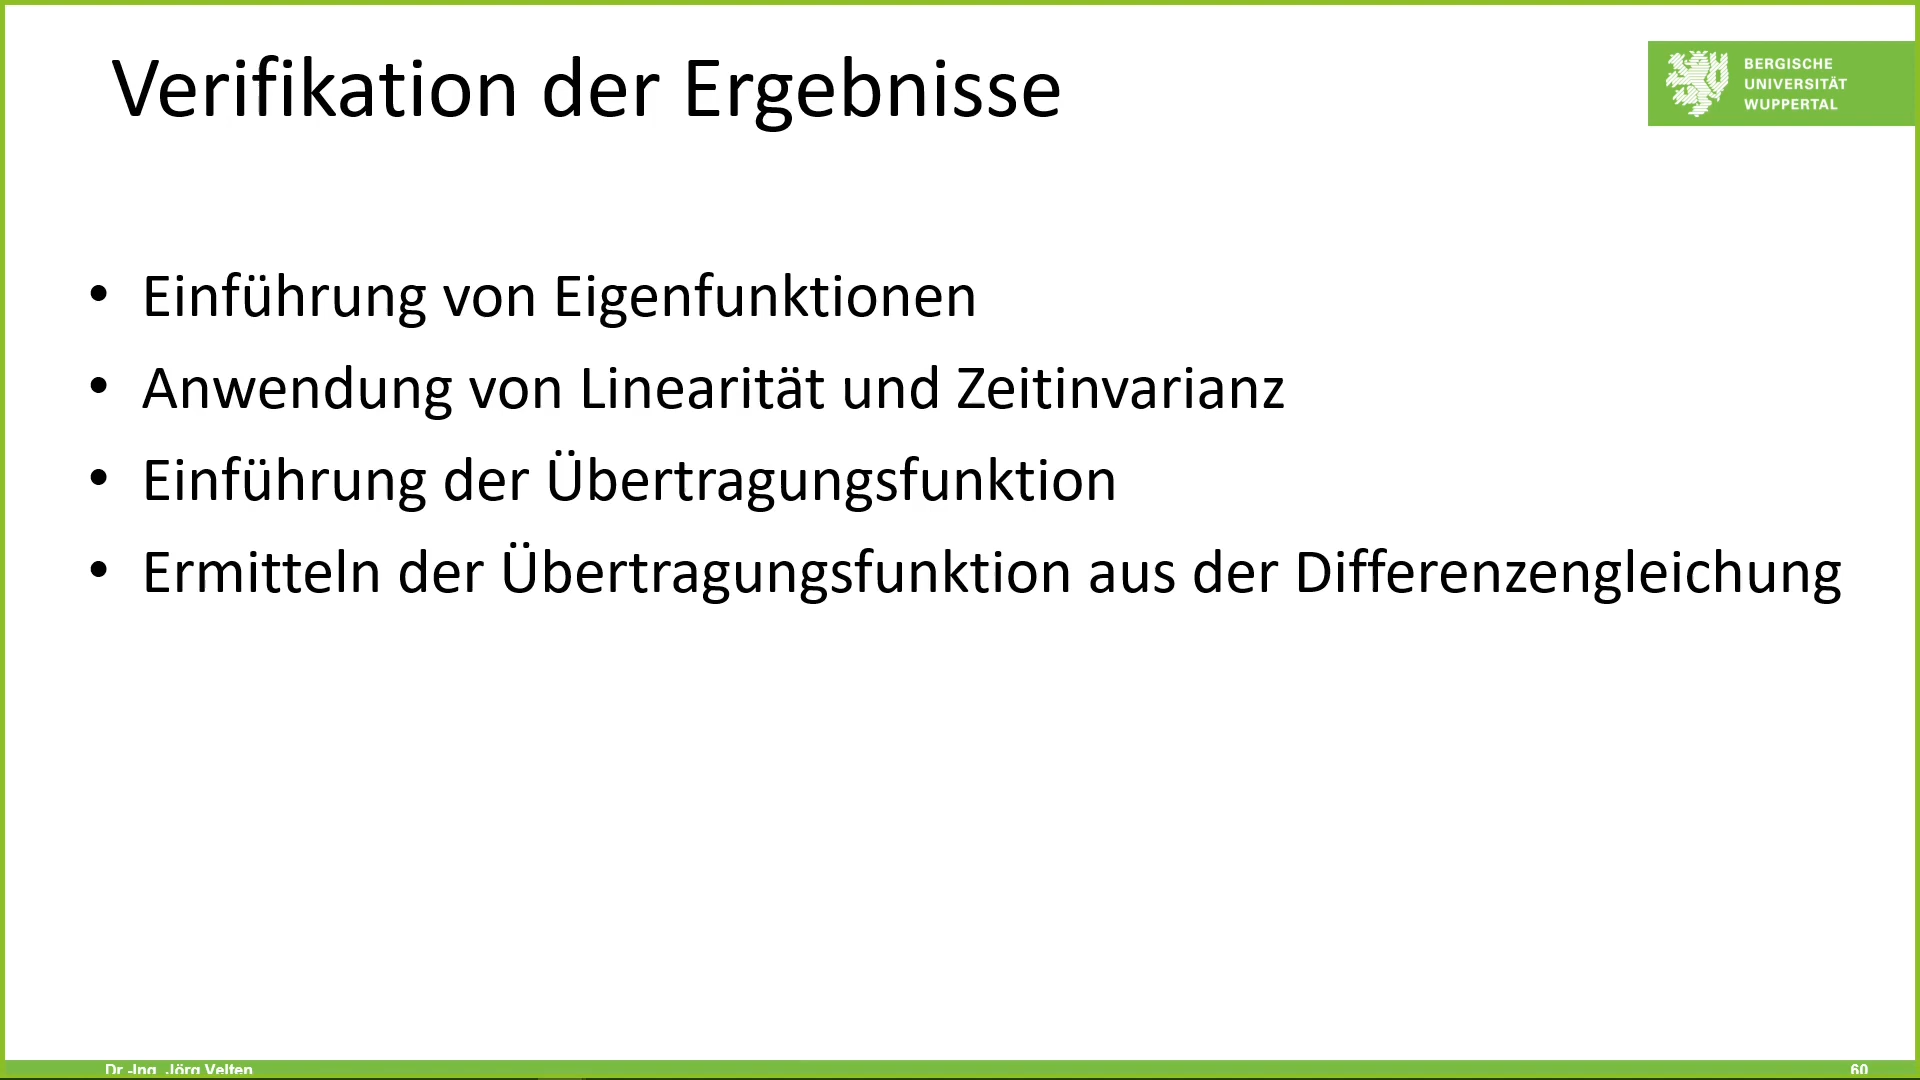 Verifikation der Ergebnisse
BERGISCHE
UNIVERSITÄT
WUPPERTAL
• Einführung von Eigenfunktionen
• Anwendung von Linearität und Zeitinvarianz
• Einführung der Übertragungsfunktion
• Ermitteln der Übertragungsfunktion aus der Differenzengleichung
Dr.-Ing. Jörg Velten
60